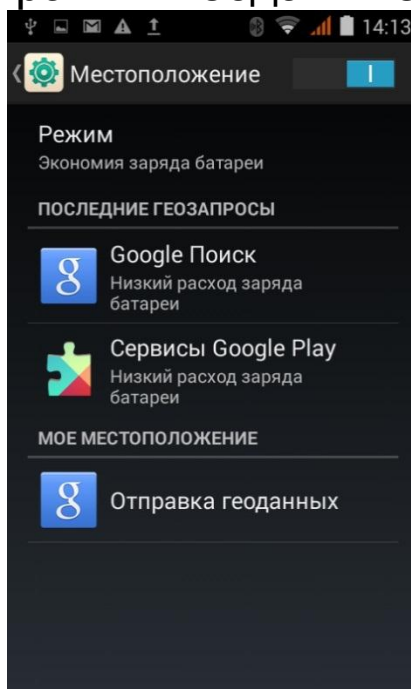 14:13
Местоположение
Режим
Экономия заряда батареи
ПОСЛЕДНИЕ ГЕОЗАПРОСЫ
Google Поиск
Низкий расход заряда
батареи
Сервисы Google Play
Низкий расход заряда
батареи
МОЕ МЕСТОПОЛОЖЕНИЕ
Отправка геоданных